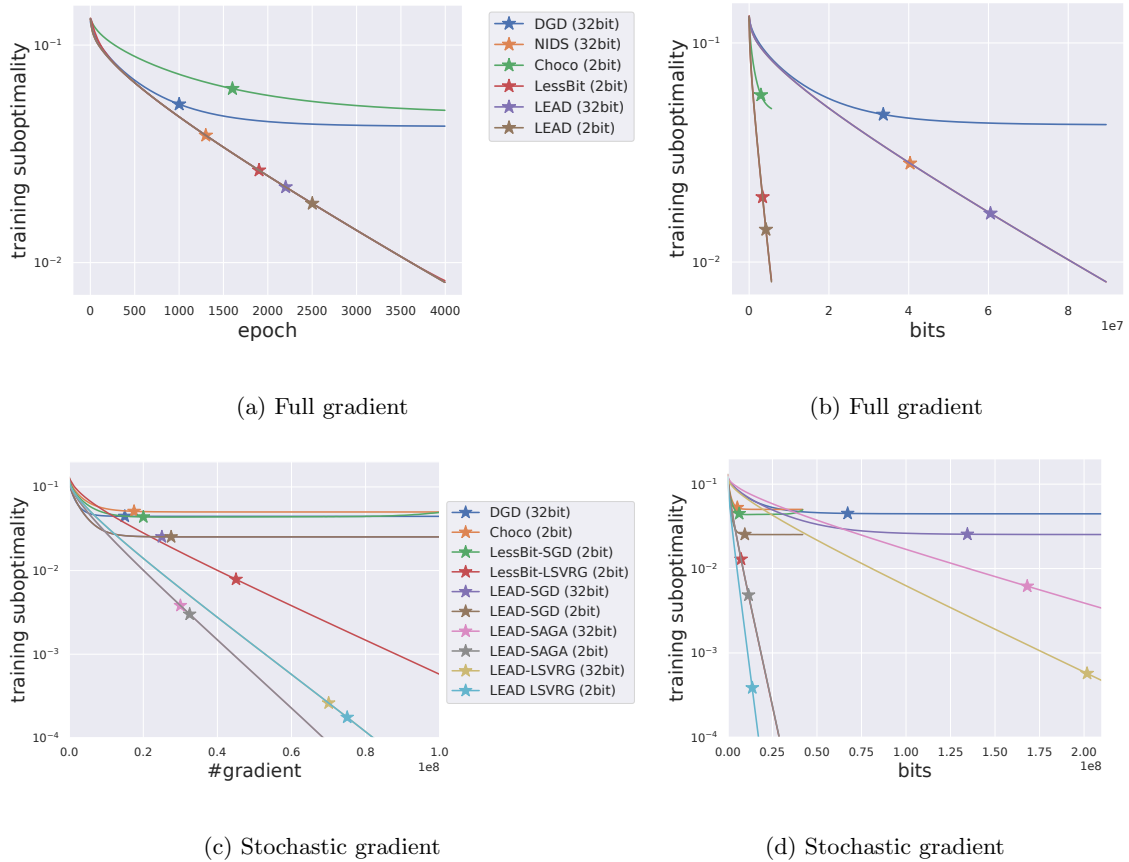 training suboptimality
10⁻¹
10⁻²
0 500 1000 1500 2000 2500 3000 3500 4000
epoch
DGD (32bit)
NIDS (32bit)
Choco (2bit)
LessBit (2bit)
LEAD (32bit)
LEAD (2bit)
training suboptimality
10⁻¹
10⁻²
0 2 4 6 8
1e7
bits
(a) Full gradient
(b) Full gradient
training suboptimality
10⁻¹
10⁻²
10⁻³
10⁻⁴
0.0 0.2 0.4 0.6 0.8 1.0
1e8
#gradient
DGD (32bit)
Choco (2bit)
LessBit-SGD (2bit)
LessBit-LSVRG (2bit)
LEAD-SGD (32bit)
LEAD-SGD (2bit)
LEAD-SAGA (32bit)
LEAD-SAGA (2bit)
LEAD-LSVRG (32bit)
LEAD LSVRG (2bit)
training suboptimality
10⁻¹
10⁻²
10⁻³
10⁻⁴
0.00 0.25 0.50 0.75 1.00 1.25 1.50 1.75 2.00
1e8
bits
(c) Stochastic gradient
(d) Stochastic gradient